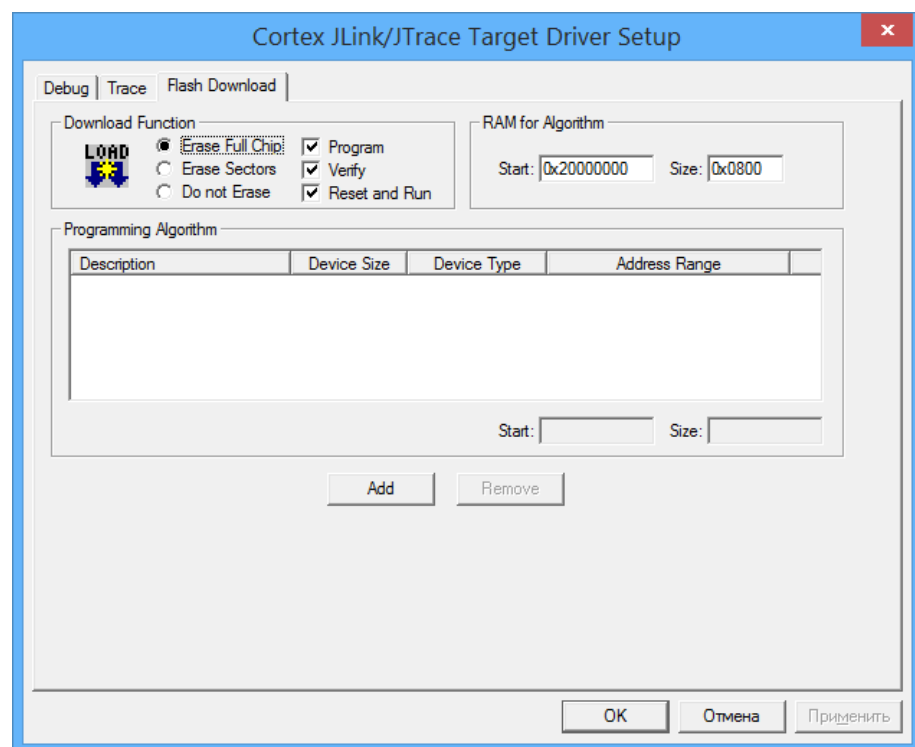 Cortex JLink/JTrace Target Driver Setup
x
Debug Trace Flash Download
Download Function
LOAD
Erase Full Chip
Erase Sectors
Do not Erase
Program
Verify
Reset and Run
RAM for Algorithm
Start: 0x20000000 Size: 0x0800
Programming Algorithm
Description Device Size Device Type Address Range
Start: Size:
Add Remove
OK Отмена Применить